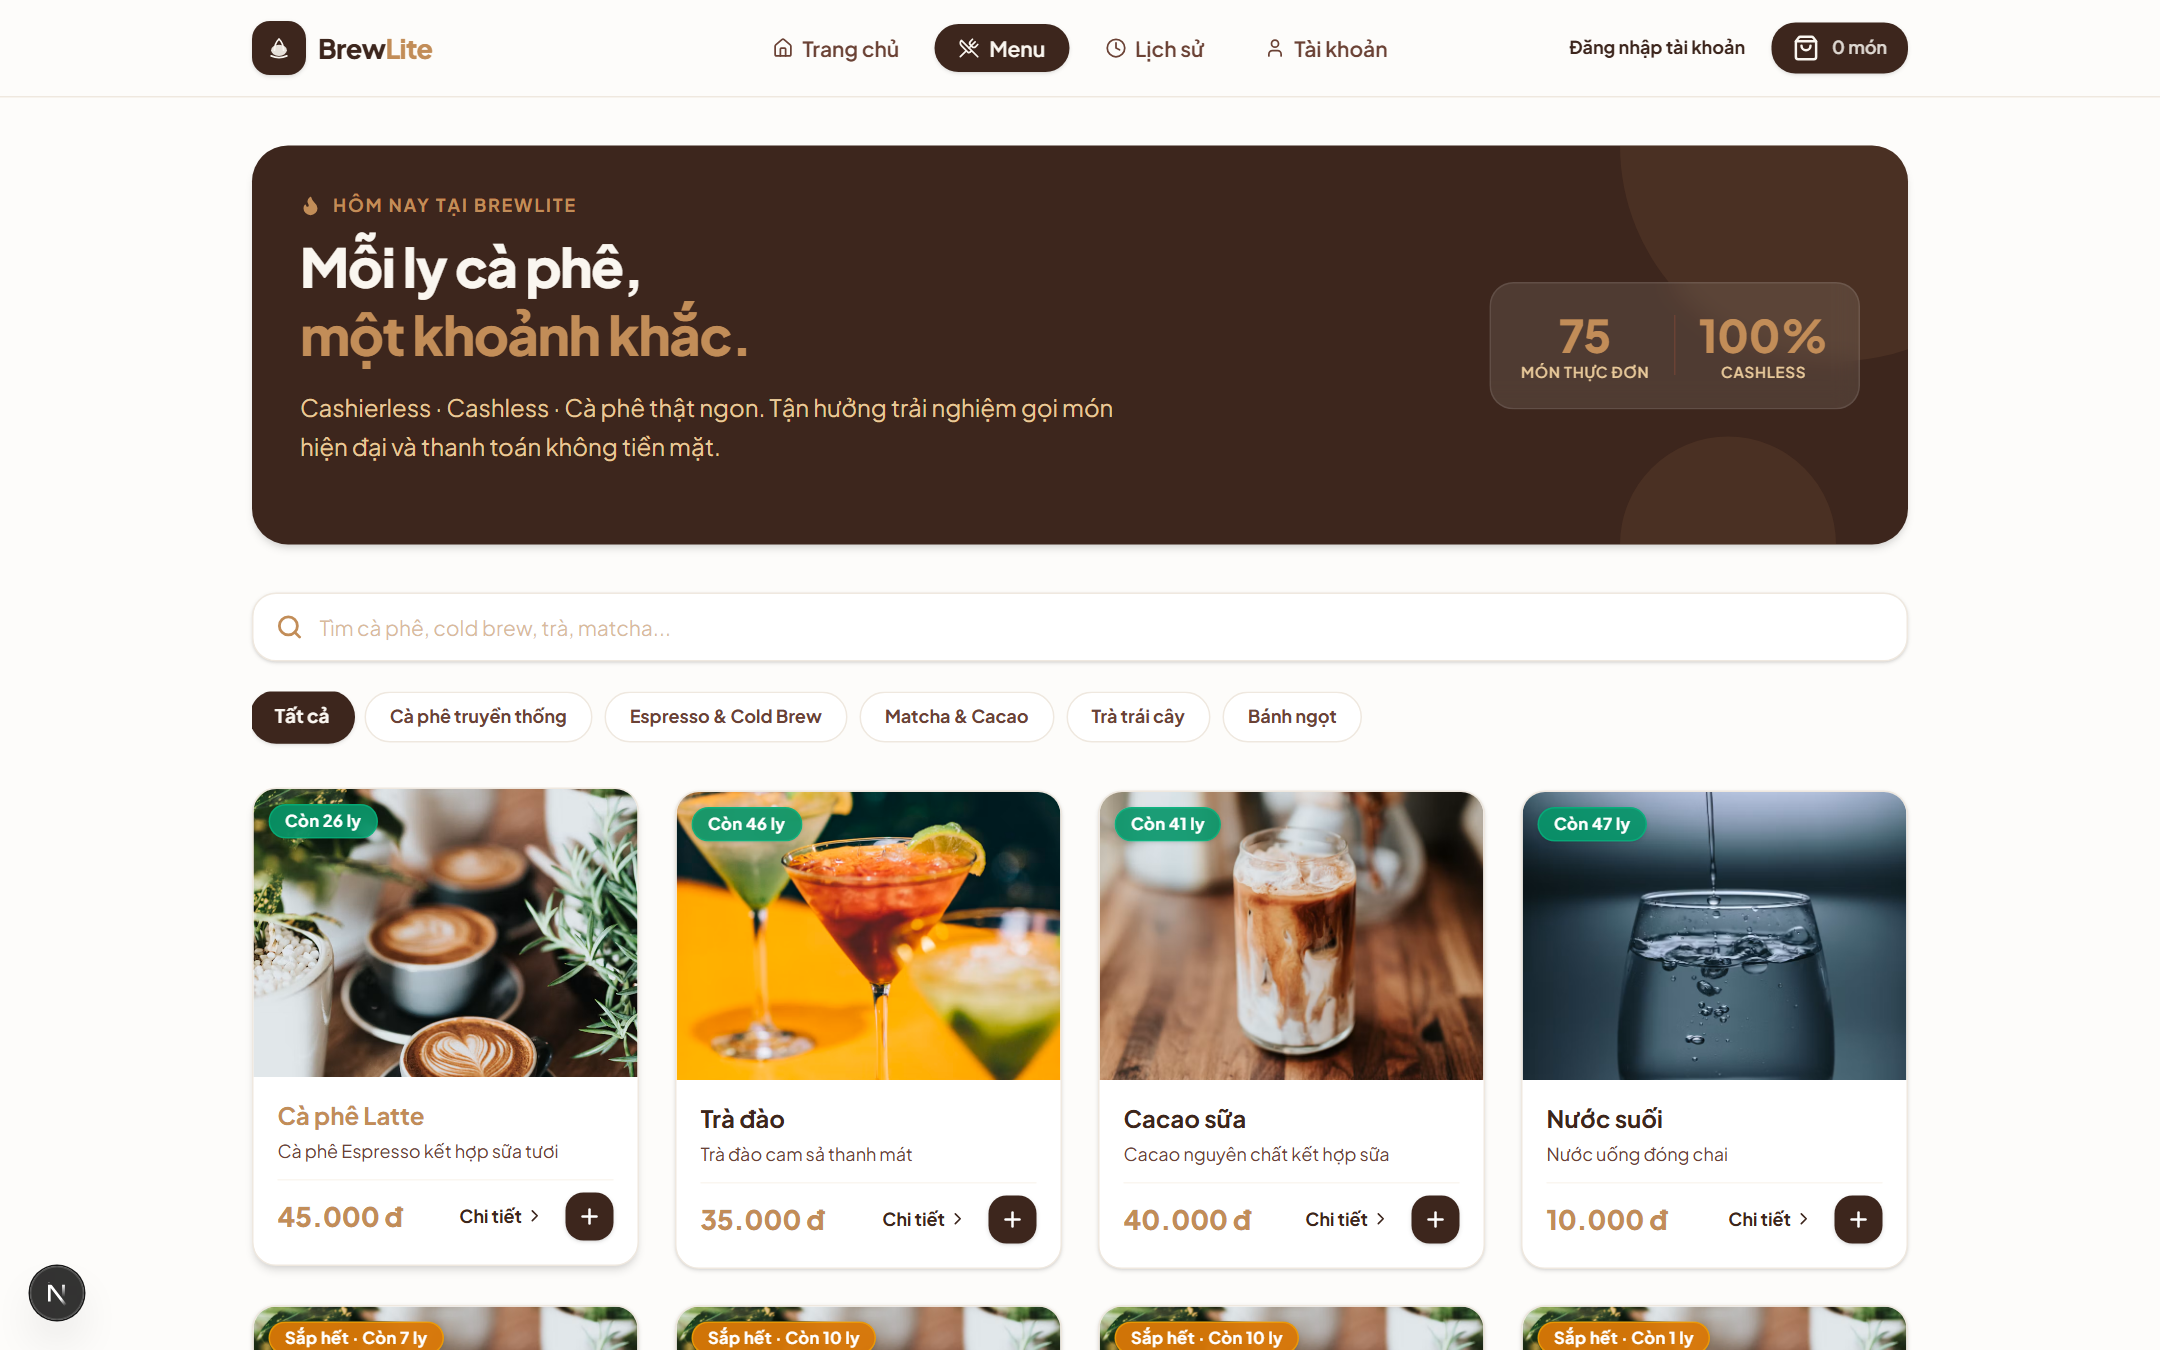 BrewLite
Trang chủ
Menu
Lịch sử
Tài khoản
Đăng nhập tài khoản
0 món
HÔM NAY TẠI BREWLITE
Mỗi ly cà phê,
một khoảnh khắc.
Cashierless · Cashless · Cà phê thật ngon. Tận hưởng trải nghiệm gọi món
hiện đại và thanh toán không tiền mặt.
75
MÓN THỰC ĐƠN
100%
CASHLESS
Tìm cà phê, cold brew, trà, matcha...
Tất cả
Cà phê truyền thống
Espresso & Cold Brew
Matcha & Cacao
Trà trái cây
Bánh ngọt
Còn 26 ly
Cà phê Latte
Cà phê Espresso kết hợp sữa tươi
45.000 đ
Chi tiết
Còn 46 ly
Trà đào
Trà đào cam sả thanh mát
35.000 đ
Chi tiết
Còn 41 ly
Cacao sữa
Cacao nguyên chất kết hợp sữa
40.000 đ
Chi tiết
Còn 47 ly
Nước suối
Nước uống đóng chai
10.000 đ
Chi tiết
Sắp hết · Còn 7 ly
Sắp hết · Còn 10 ly
Sắp hết · Còn 10 ly
Sắp hết · Còn 1 ly
N